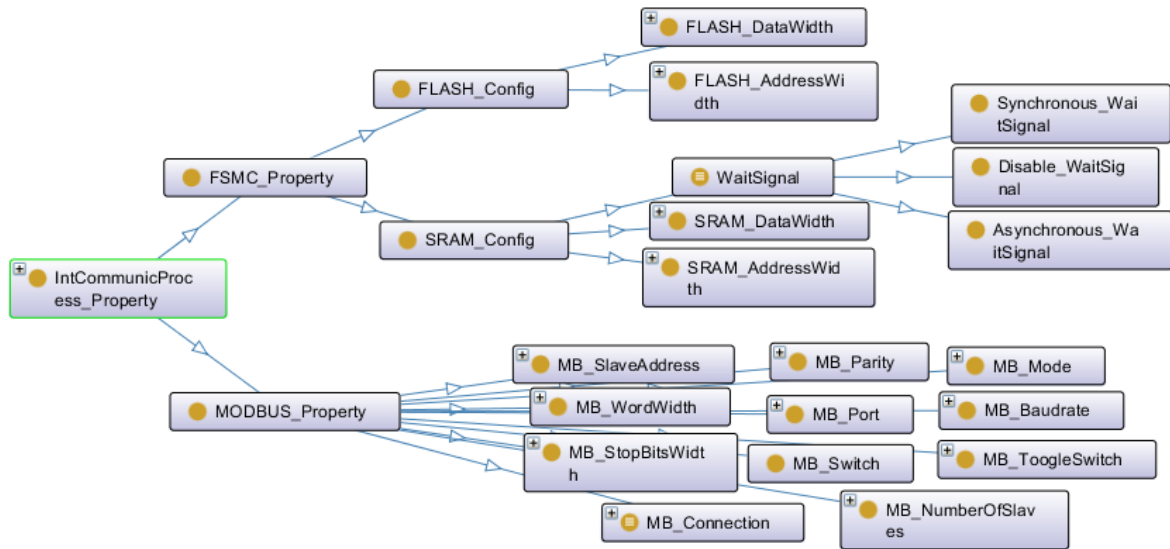 FLASH_DataWidth
FLASH_Config
FLASH_AddressWi
dth
Synchronous_Wai
tSignal
FSMC_Property
WaitSignal
Disable_WaitSig
nal
SRAM_Config
SRAM_DataWidth
Asynchronous_Wa
itSignal
IntCommunicProc
ess_Property
SRAM_AddressWid
th
MB_SlaveAddress
MB_Parity
MB_Mode
MODBUS_Property
MB_WordWidth
MB_Port
MB_Baudrate
MB_StopBitsWidt
h
MB_Switch
MB_ToogleSwitch
MB_Connection
MB_NumberOfSlav
es